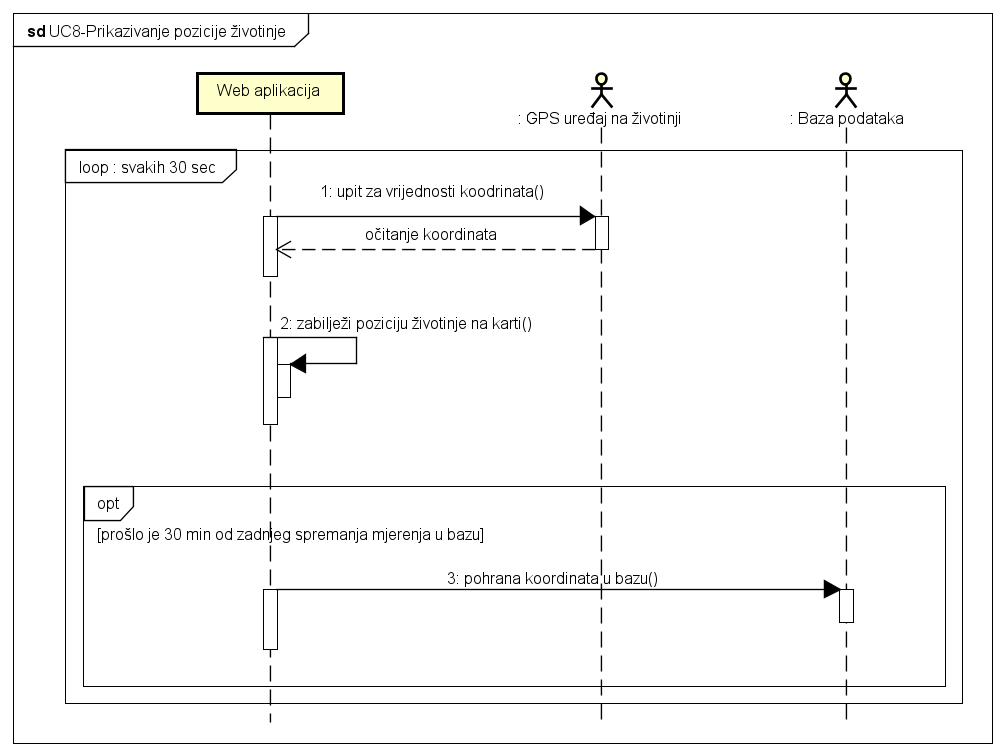 sd UC8-Prikazivanje pozicije životinje
Web aplikacija
: GPS uređaj na životinji
: Baza podataka
loop : svakih 30 sec
1: upit za vrijednosti koodrinata()
očitanje koordinata
2: zabilježi poziciju životinje na karti()
opt
[prošlo je 30 min od zadnjeg spremanja mjerenja u bazu]
3: pohrana koordinata u bazu()